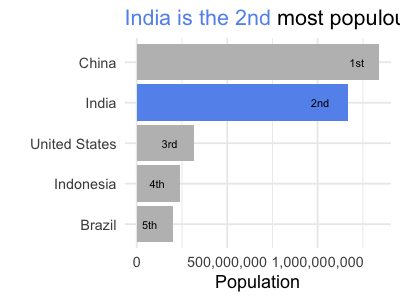 India is the 2nd most populou
China
1st
India
2nd
United States
3rd
Indonesia
4th
Brazil
5th
0
500,000,000
1,000,000,000
Population